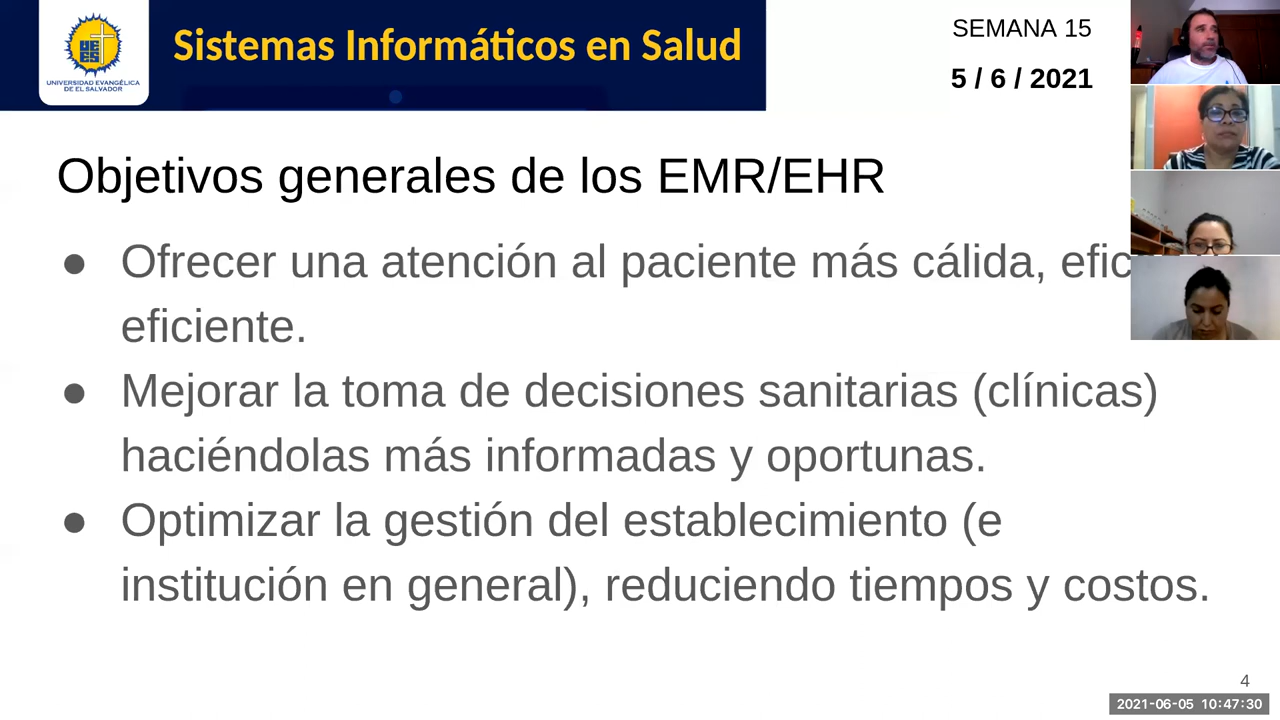 Sistemas Informáticos en Salud
UNIVERSIDAD EVANGÉLICA
DE EL SALVADOR
SEMANA 15
5 / 6 / 2021
Objetivos generales de los EMR/EHR
● Ofrecer una atención al paciente más cálida,
eficiente.
● Mejorar la toma de decisiones sanitarias (clínicas)
haciéndolas más informadas y oportunas.
● Optimizar la gestión del establecimiento (e
institución en general), reduciendo tiempos y costos.
4
2021-06-05 10:47:30